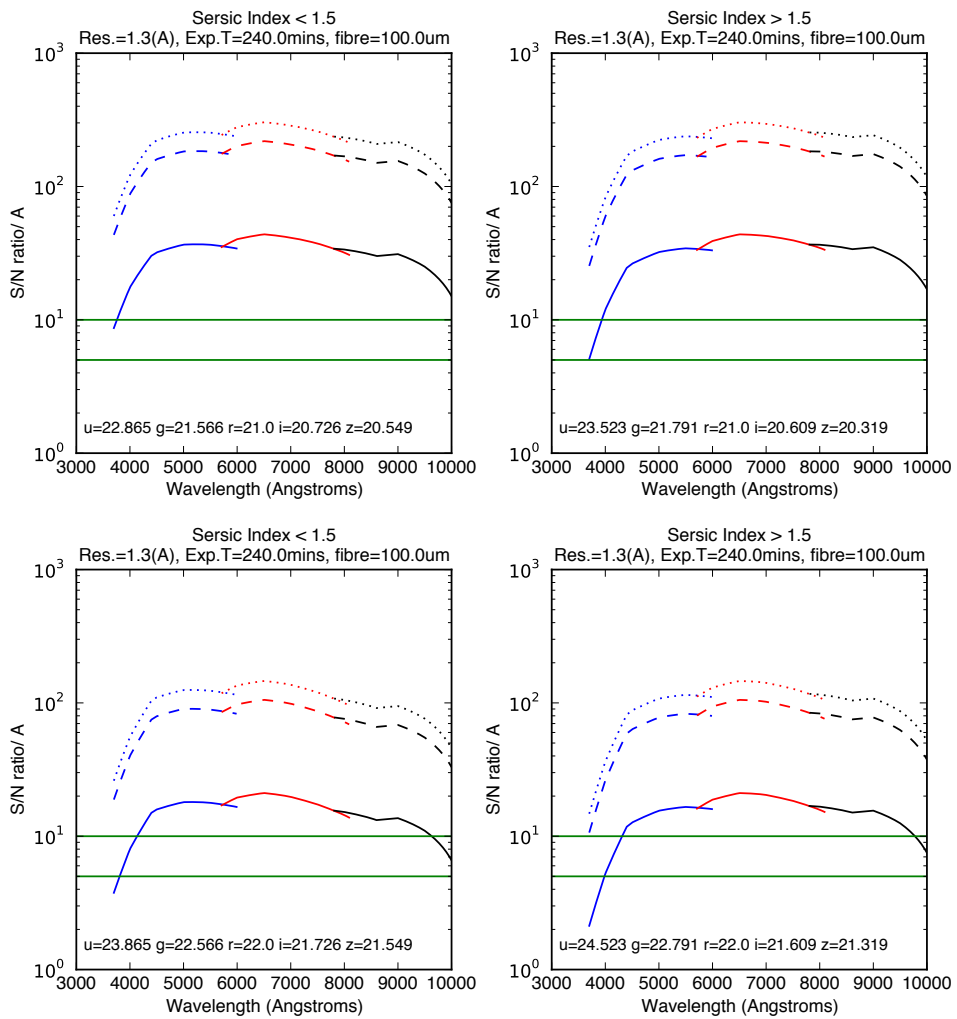 Sersic Index < 1.5
Res.=1.3(A), Exp.T=240.0mins, fibre=100.0um
10^3
10^2
10^1
10^0
S/N ratio/ A
u=22.865 g=21.566 r=21.0 i=20.726 z=20.549
3000 4000 5000 6000 7000 8000 9000 10000
Wavelength (Angstroms)
Sersic Index > 1.5
Res.=1.3(A), Exp.T=240.0mins, fibre=100.0um
10^3
10^2
10^1
10^0
S/N ratio/ A
u=23.523 g=21.791 r=21.0 i=20.609 z=20.319
3000 4000 5000 6000 7000 8000 9000 10000
Wavelength (Angstroms)
Sersic Index < 1.5
Res.=1.3(A), Exp.T=240.0mins, fibre=100.0um
10^3
10^2
10^1
10^0
S/N ratio/ A
u=23.865 g=22.566 r=22.0 i=21.726 z=21.549
3000 4000 5000 6000 7000 8000 9000 10000
Wavelength (Angstroms)
Sersic Index > 1.5
Res.=1.3(A), Exp.T=240.0mins, fibre=100.0um
10^3
10^2
10^1
10^0
S/N ratio/ A
u=24.523 g=22.791 r=22.0 i=21.609 z=21.319
3000 4000 5000 6000 7000 8000 9000 10000
Wavelength (Angstroms)